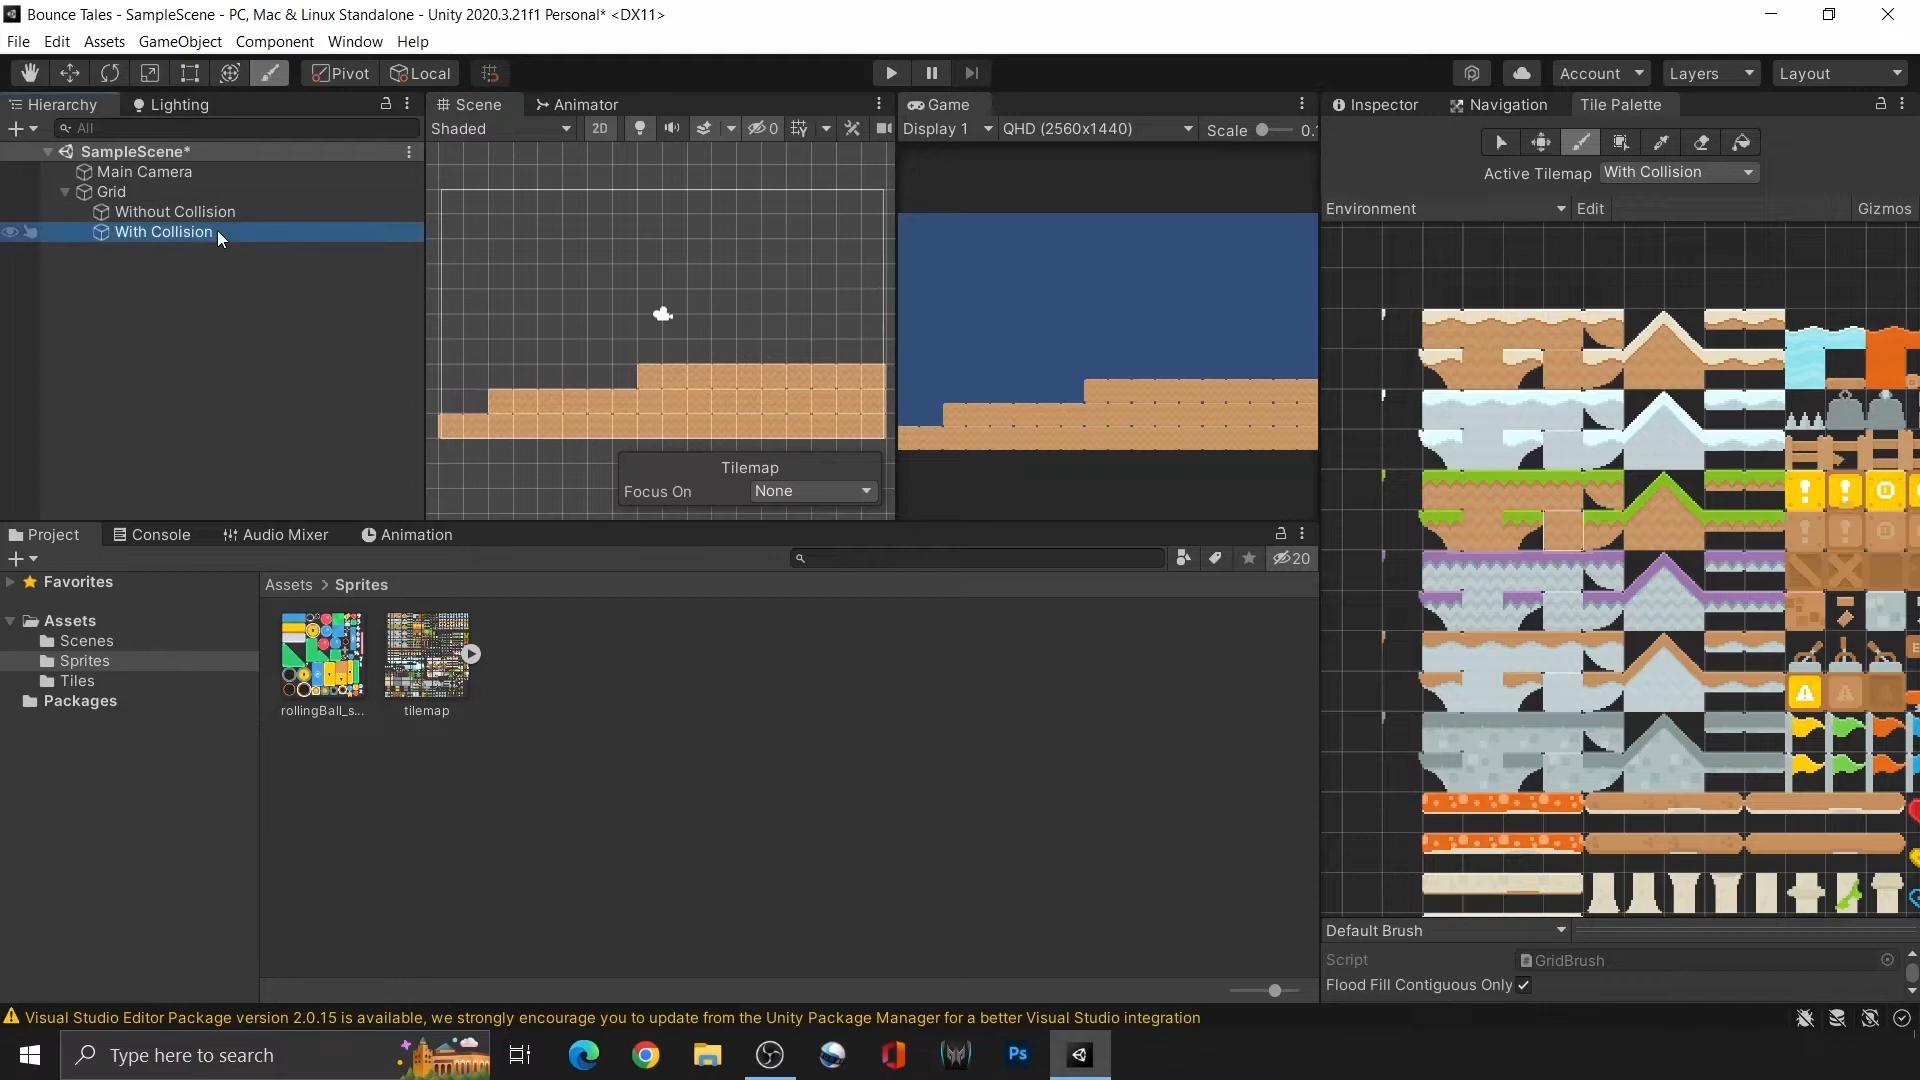 Bounce Tales - SampleScene - PC, Mac & Linux Standalone - Unity 2020.3.21f1 Personal* <DX11>
File Edit Assets GameObject Component Window Help
Pivot Local Account Layers Layout
Hierarchy Lighting
All
SampleScene*
Main Camera
Grid
Without Collision
With Collision
Scene Animator
Shaded 2D 0
Tilemap
Focus On None
Game
Display 1 QHD (2560x1440) Scale 0.
Inspector Navigation Tile Palette
Active Tilemap With Collision
Environment Edit Gizmos
Default Brush
Script GridBrush
Flood Fill Contiguous Only
Project Console Audio Mixer Animation
20
Favorites
Assets
Scenes
Sprites
Tiles
Packages
Assets > Sprites
rollingBall_s... tilemap
Visual Studio Editor Package version 2.0.15 is available, we strongly encourage you to update from the Unity Package Manager for a better Visual Studio integration
Type here to search
Ps